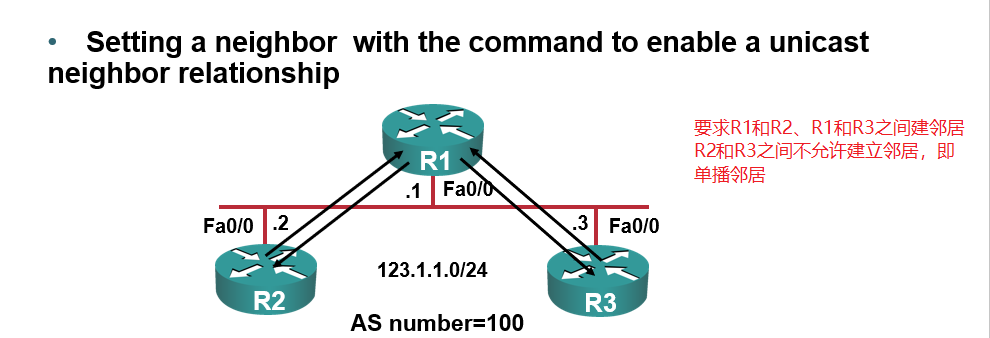 • Setting a neighbor with the command to enable a unicast
neighbor relationship
要求R1和R2、R1和R3之间建邻居
R2和R3之间不允许建立邻居，即
单播邻居
R1
.1 Fa0/0
Fa0/0 .2
.3 Fa0/0
123.1.1.0/24
R2
R3
AS number=100